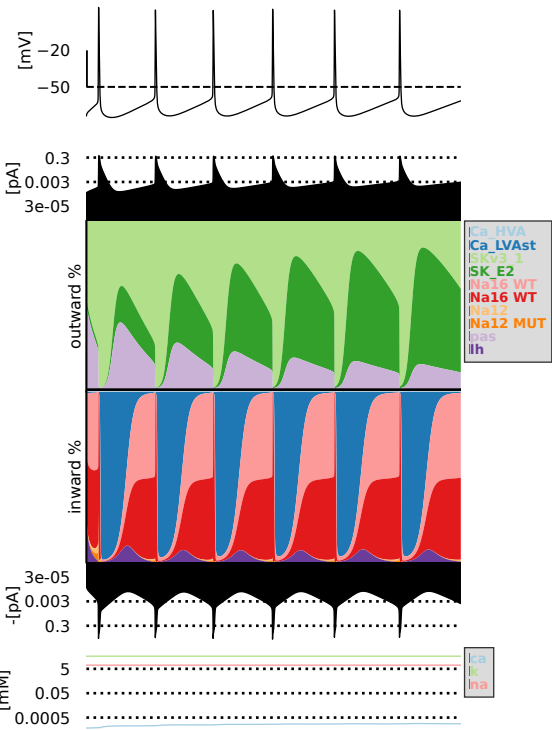 [mV]
−20
−50
[pA]
0.3
0.003
3e-05
outward %
Ca_HVA
Ca_LVAst
SKv3_1
SK_E2
Na16 WT
Na16 WT
Na12
Na12 MUT
pas
Ih
inward %
-[pA]
3e-05
0.003
0.3
[mM]
5
0.05
0.0005
ca
k
na